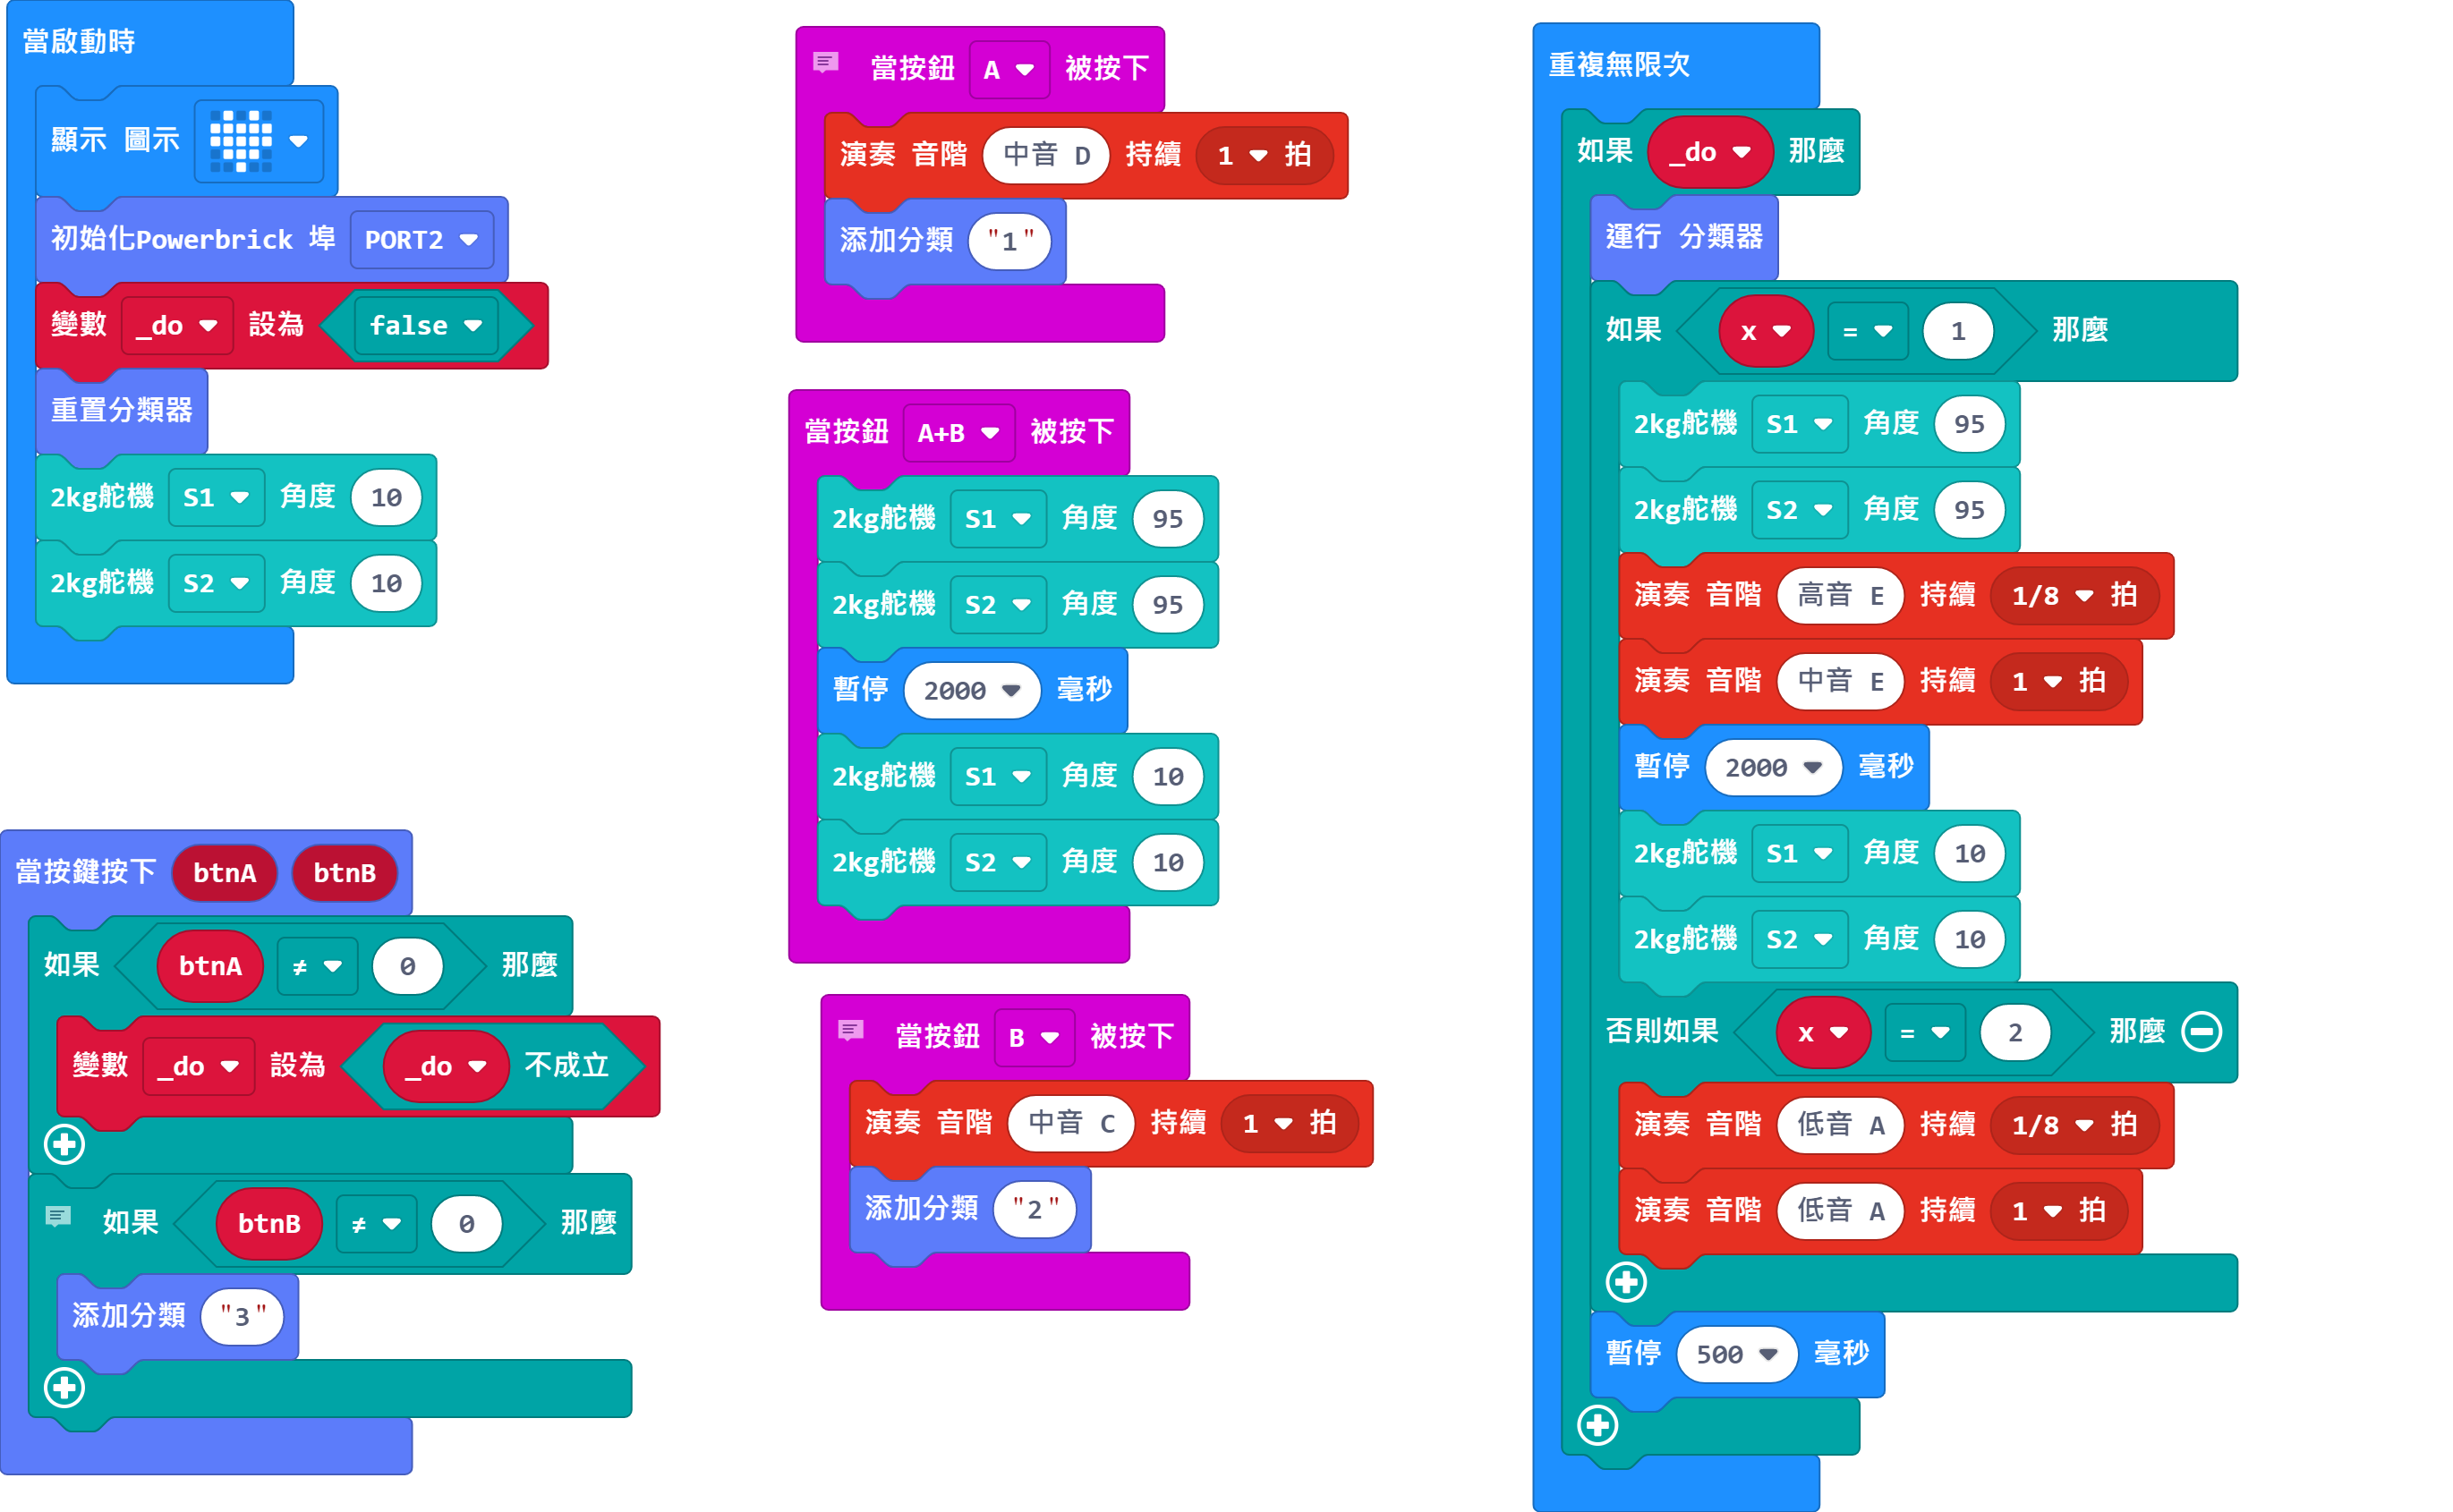 當啟動時
顯示 圖示
初始化Powerbrick 埠 PORT2
變數 _do 設為 false
重置分類器
2kg舵機 S1 角度 10
2kg舵機 S2 角度 10
當按鍵按下 btnA btnB
如果 btnA ≠ 0 那麼
變數 _do 設為 _do 不成立
如果 btnB ≠ 0 那麼
添加分類 "3"
當按鈕 A 被按下
演奏 音階 中音 D 持續 1 拍
添加分類 "1"
當按鈕 A+B 被按下
2kg舵機 S1 角度 95
2kg舵機 S2 角度 95
暫停 2000 毫秒
2kg舵機 S1 角度 10
2kg舵機 S2 角度 10
當按鈕 B 被按下
演奏 音階 中音 C 持續 1 拍
添加分類 "2"
重複無限次
如果 _do 那麼
運行 分類器
如果 x = 1 那麼
2kg舵機 S1 角度 95
2kg舵機 S2 角度 95
演奏 音階 高音 E 持續 1/8 拍
演奏 音階 中音 E 持續 1 拍
暫停 2000 毫秒
2kg舵機 S1 角度 10
2kg舵機 S2 角度 10
否則如果 x = 2 那麼
演奏 音階 低音 A 持續 1/8 拍
演奏 音階 低音 A 持續 1 拍
暫停 500 毫秒